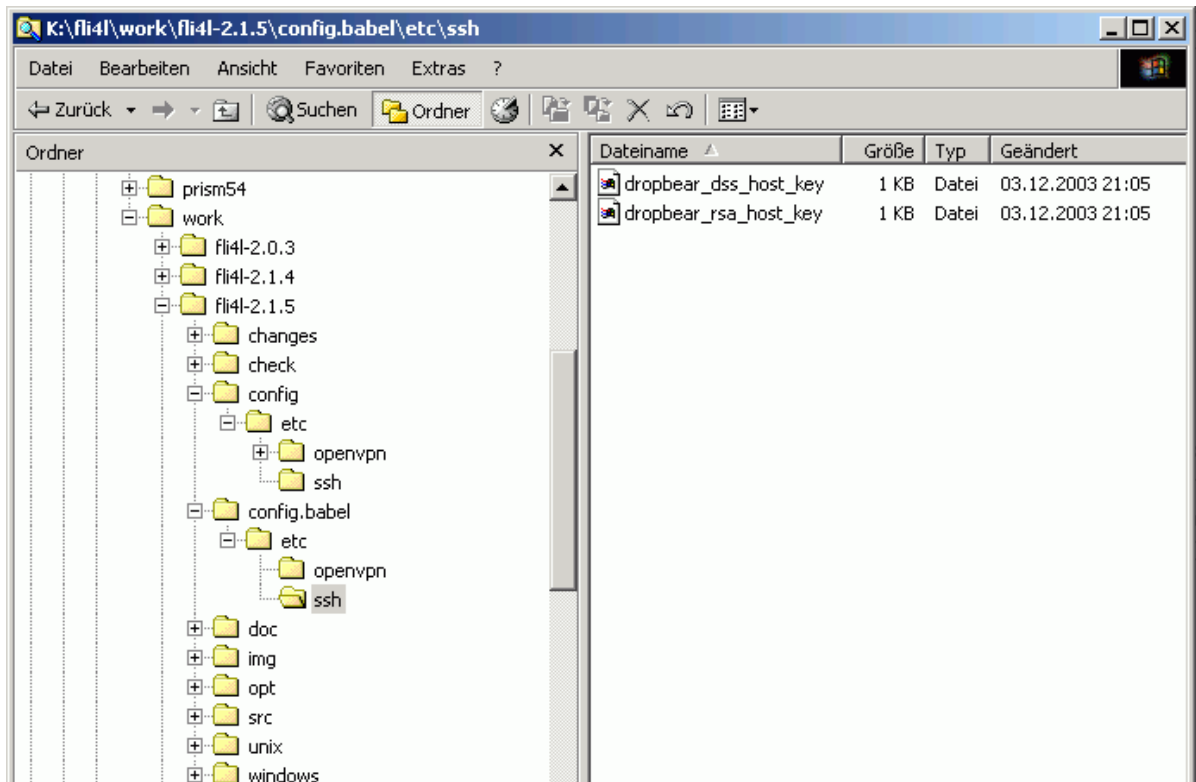 K:\fli4l\work\fli4l-2.1.5\config.babel\etc\ssh
Datei Bearbeiten Ansicht Favoriten Extras ?
Zurück Suchen Ordner
Ordner
prism54
work
fli4l-2.0.3
fli4l-2.1.4
fli4l-2.1.5
changes
check
config
etc
openvpn
ssh
config.babel
etc
openvpn
ssh
doc
img
opt
src
unix
windows
Dateiname Größe Typ Geändert
dropbear_dss_host_key 1 KB Datei 03.12.2003 21:05
dropbear_rsa_host_key 1 KB Datei 03.12.2003 21:05